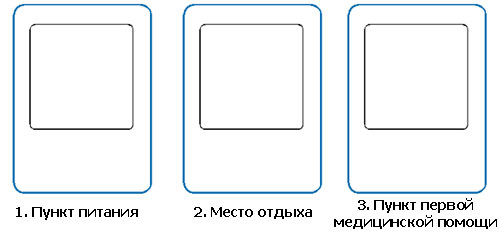 1. Пункт питания
2. Место отдыха
3. Пункт первой
медицинской помощи